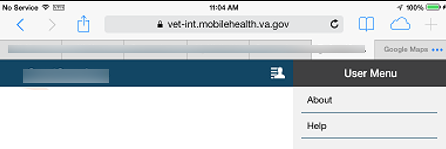 No Service 11:04 AM 100%
vet-int.mobilehealth.va.gov
Google Maps
User Menu
About
Help